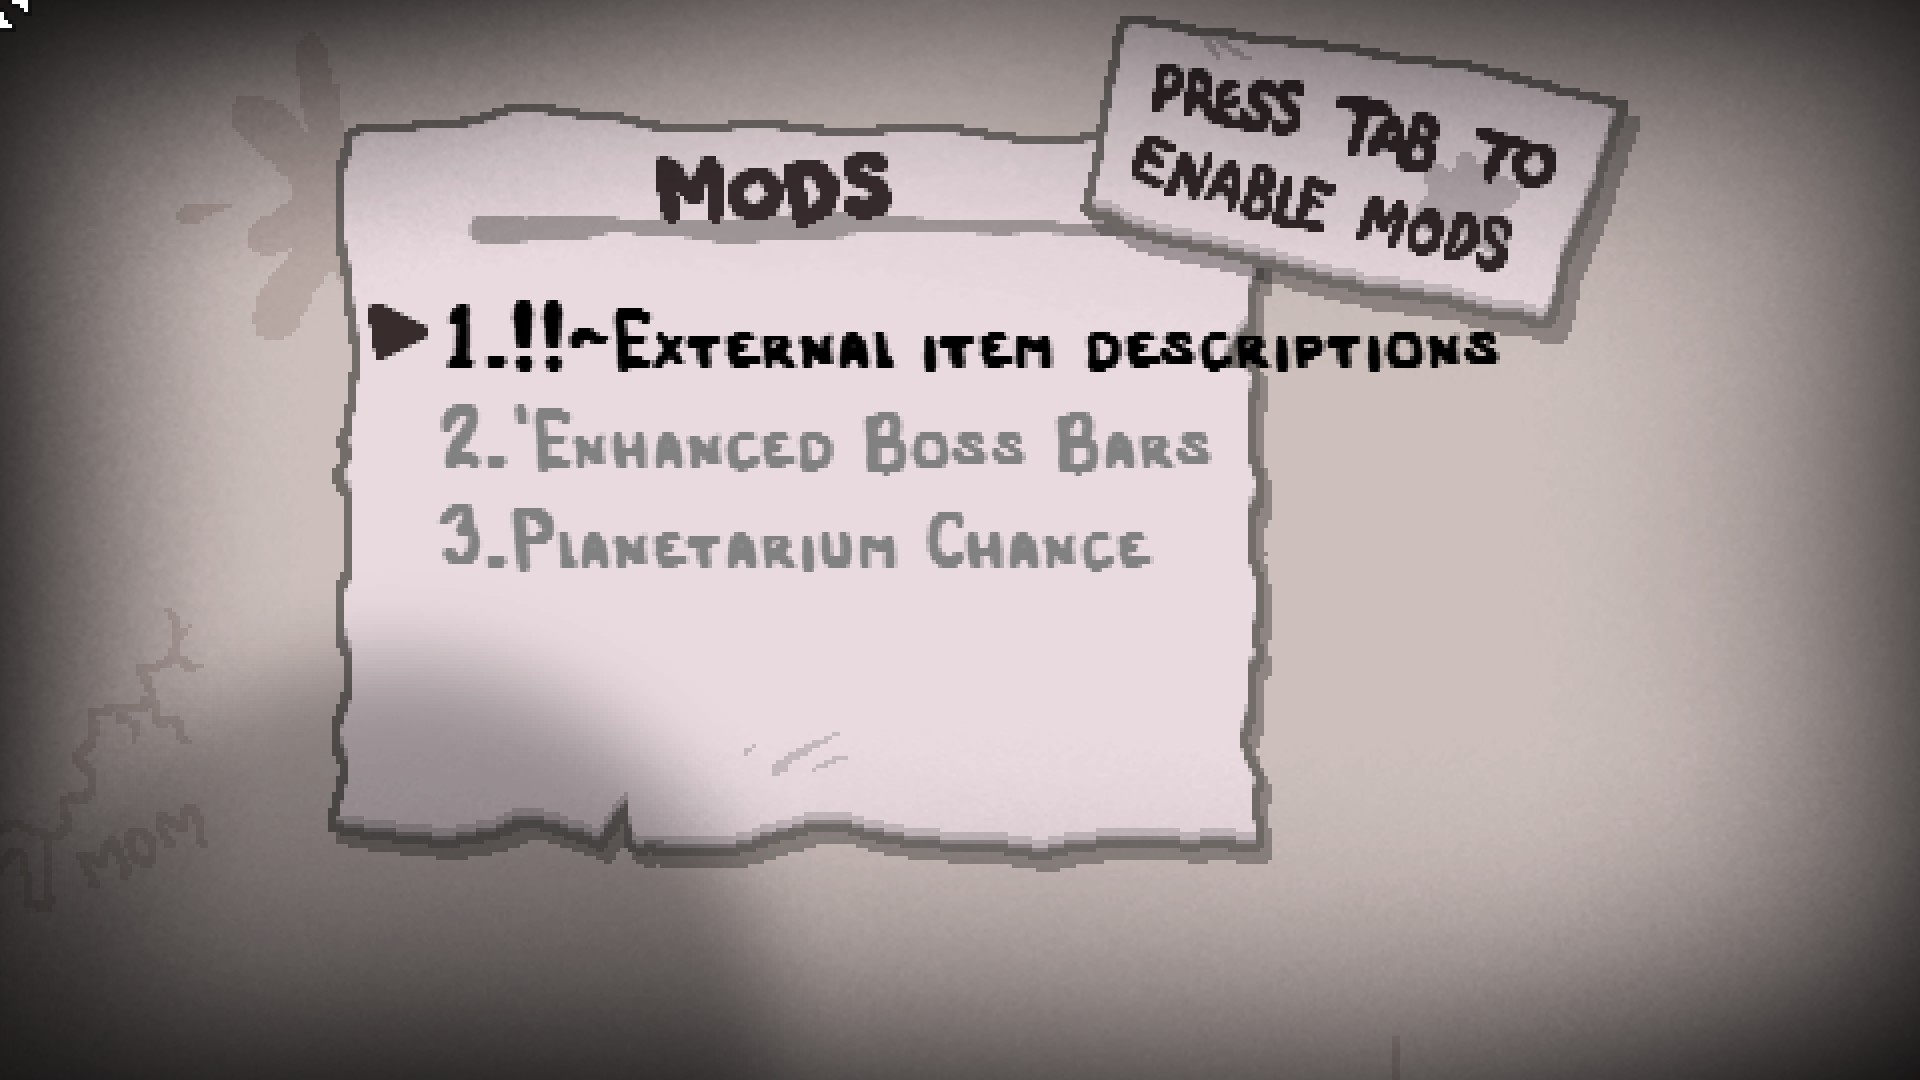 PRESS TAB TO
ENABLE MODS
MODS
1.!!~External item descriptions
2.'Enhanced Boss Bars
3.Planetarium Chance
MOM